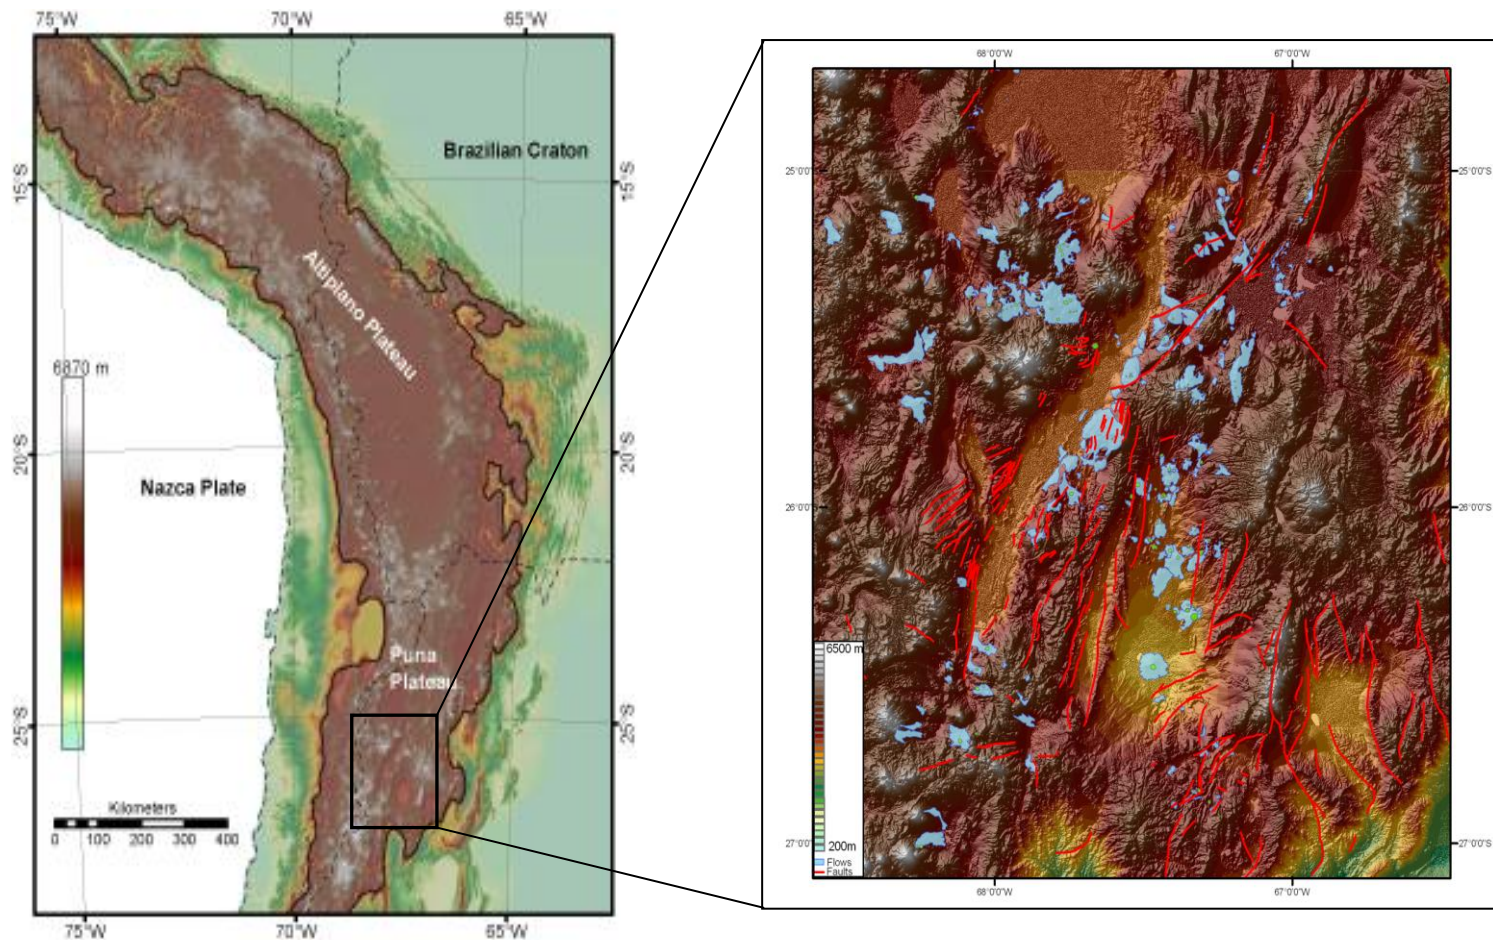 75°W 70°W 65°W
Brazilian Craton
15°S 15°S
Altiplano Plateau
6870 m
20°S 20°S
Nazca Plate
Puna
Plateau
25°S 25°S
Kilometers
0 50 100 200 300 400
75°W 70°W 65°W
68°0'0"W 67°0'0"W
25°0'0"S 25°0'0"S
26°0'0"S 26°0'0"S
6500 m
200m
27°0'0"S 27°0'0"S
Flows
Faults
68°0'0"W 67°0'0"W